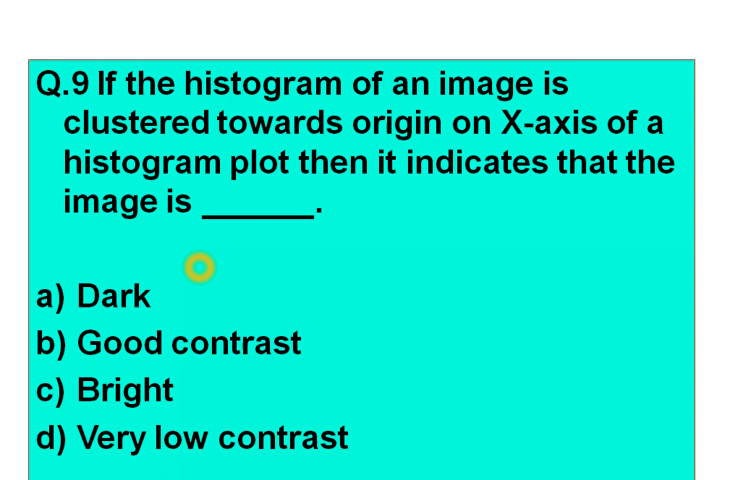 Q.9 If the histogram of an image is
clustered towards origin on X-axis of a
histogram plot then it indicates that the
image is ______.
a) Dark
b) Good contrast
c) Bright
d) Very low contrast